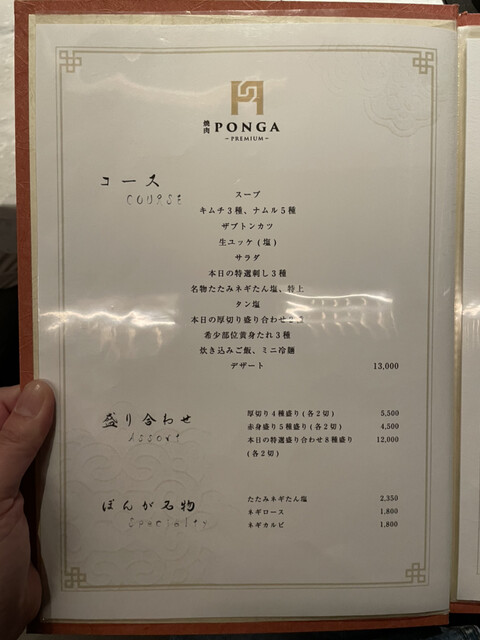 焼肉 PONGA
~PREMIUM~
コース
COURSE
スープ
キムチ3種、ナムル5種
ザブトンカツ
生ユッケ(塩)
サラダ
本日の特選刺し3種
名物たたみネギたん塩、特上
タン塩
本日の厚切り盛り合わせ
希少部位黄身たれ3種
炊き込みご飯、ミニ冷麺
デザート 13,000
盛り合わせ
Assort
厚切り4種盛り(各2切) 5,500
赤身盛り5種盛り(各2切) 4,500
本日の特選盛り合わせ8種盛り 12,000
(各2切)
ぽんが名物
Specialty
たたみネギたん塩 2,350
ネギロース 1,800
ネギカルビ 1,800